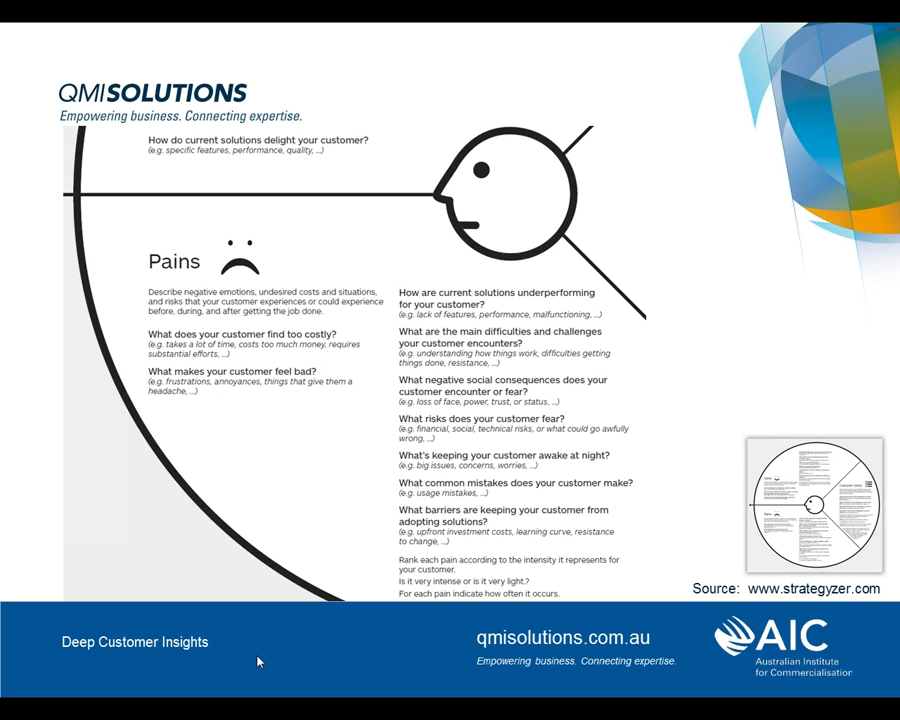 QMISOLUTIONS
Empowering business. Connecting expertise.
How do current solutions delight your customer?
(e.g. specific features, performance, quality, ...)
Pains
Describe negative emotions, undesired costs and situations,
and risks that your customer experiences or could experience
before, during, and after getting the job done.
What does your customer find too costly?
(e.g. takes a lot of time, costs too much money, requires
substantial efforts, ...)
What makes your customer feel bad?
(e.g. frustrations, annoyances, things that give them a
headache, ...)
How are current solutions underperforming
for your customer?
(e.g. lack of features, performance, malfunctioning, ...)
What are the main difficulties and challenges
your customer encounters?
(e.g. understanding how things work, difficulties getting
things done, resistance, ...)
What negative social consequences does your
customer encounter or fear?
(e.g. loss of face, power, trust, or status, ...)
What risks does your customer fear?
(e.g. financial, social, technical risks, or what could go awfully
wrong, ...)
What's keeping your customer awake at night?
(e.g. big issues, concerns, worries, ...)
What common mistakes does your customer make?
(e.g. usage mistakes, ...)
What barriers are keeping your customer from
adopting solutions?
(e.g. upfront investment costs, learning curve, resistance
to change, ...)
Rank each pain according to the intensity it represents for
your customer.
Is it very intense or is it very light.?
For each pain indicate how often it occurs.
Source: www.strategyzer.com
Deep Customer Insights
qmisolutions.com.au
Empowering business. Connecting expertise.
AIC
Australian Institute
for Commercialisation